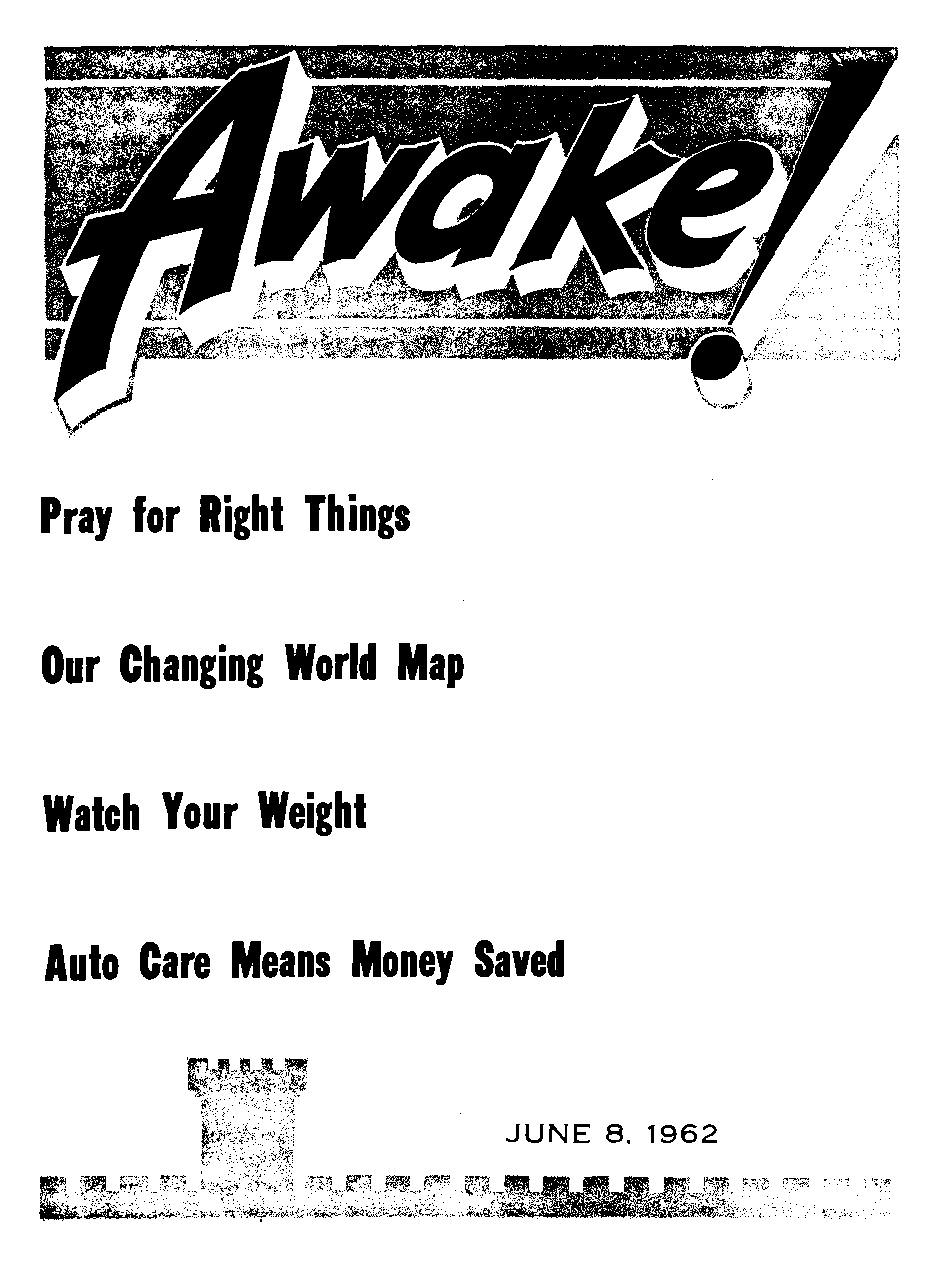 Awake!
Pray for Right Things
Our Changing World Map
Watch Your Weight
Auto Care Means Money Saved
JUNE 8, 1962